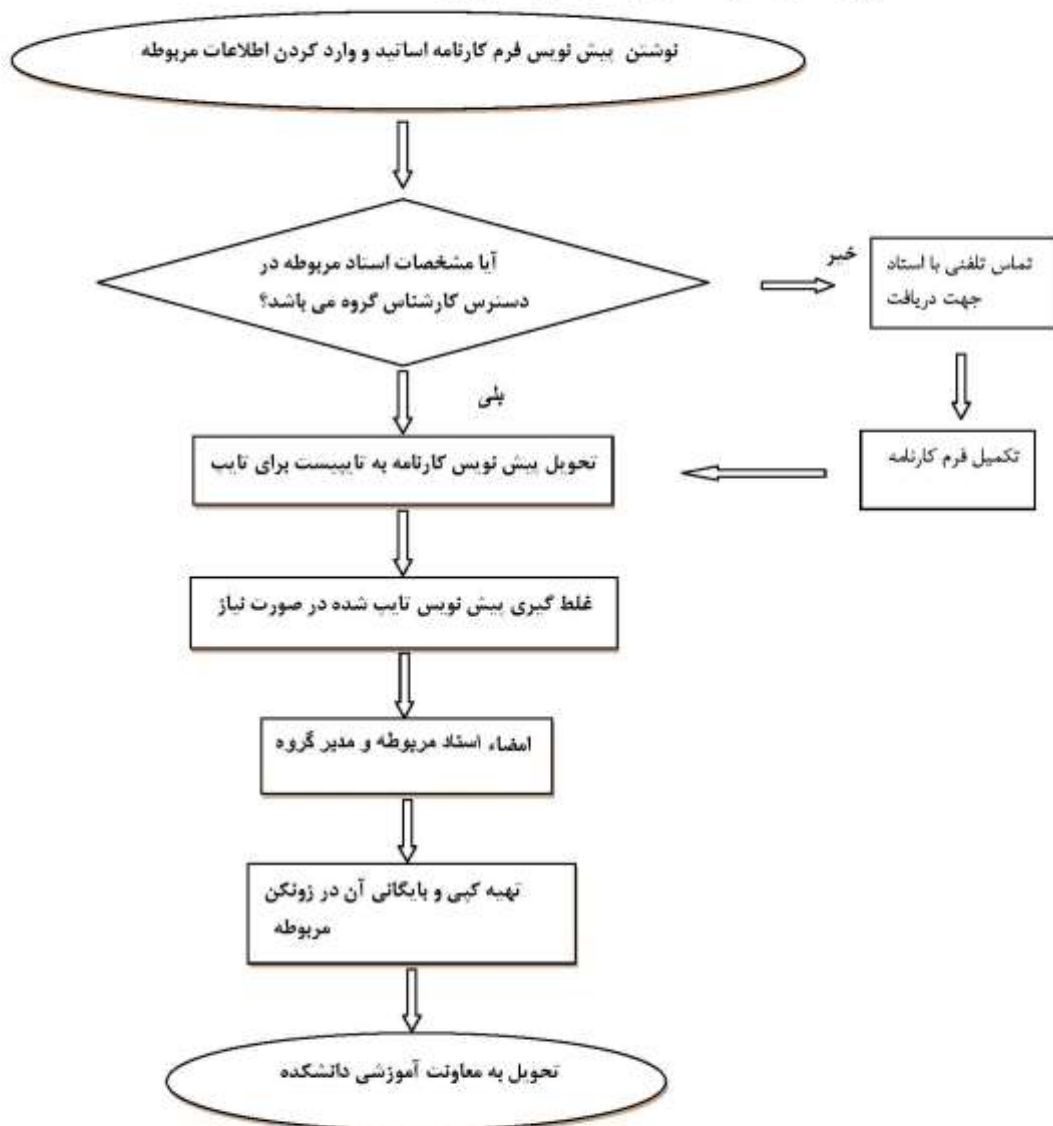 نوشتن پیش نویس فرم کارنامه اساتید و وارد کردن اطلاعات مربوطه
آیا مشخصات استاد مربوطه در
دسترس کارشناس گروه می باشد؟
خیر
تماس تلفنی با استاد
جهت دریافت
بلی
تکمیل فرم کارنامه
تحویل پیش نویس کارنامه به تایپیست برای تایپ
غلط گیری پیش نویس تایپ شده در صورت نیاز
امضاء استاد مربوطه و مدیر گروه
تهیه کپی و بایگانی آن در زونکن
مربوطه
تحویل به معاونت آموزشی دانشکده